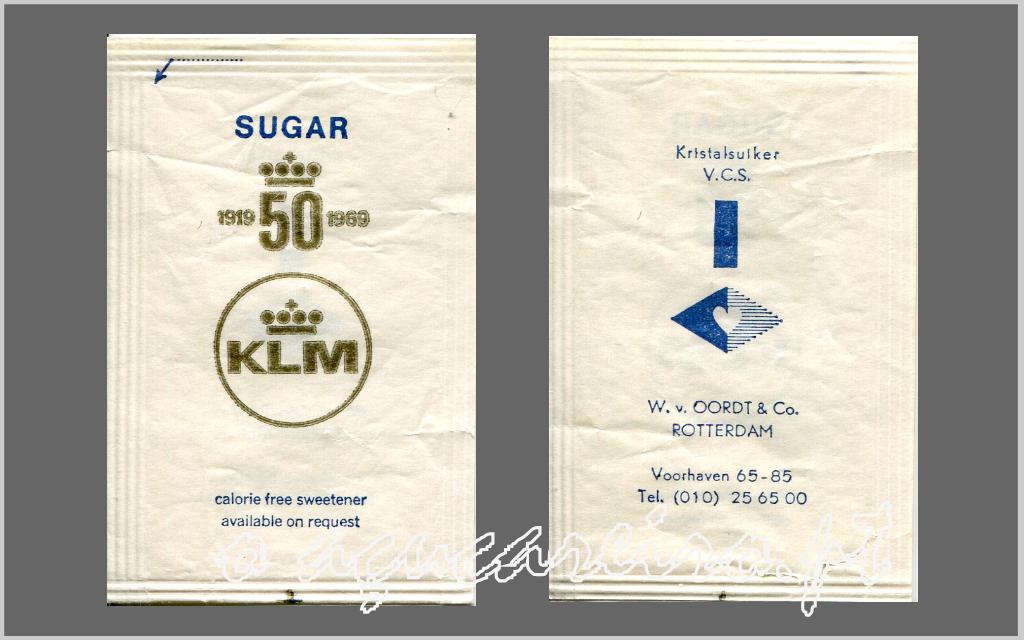 SUGAR
1919 50 1969
KLM
calorie free sweetener
available on request
Kristalsuiker
V.C.S.
W. v. OORDT & Co.
ROTTERDAM
Voorhaven 65-85
Tel. (010) 25 65 00